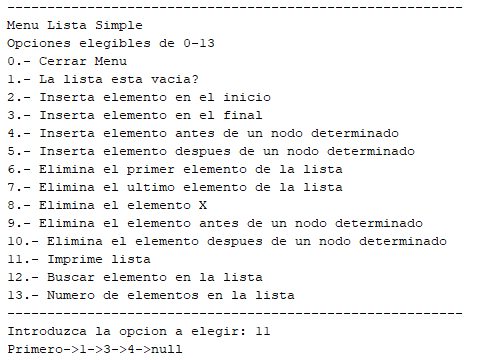 ---------------------------------------------------------
Menu Lista Simple
Opciones elegibles de 0-13
0.- Cerrar Menu
1.- La lista esta vacia?
2.- Inserta elemento en el inicio
3.- Inserta elemento en el final
4.- Inserta elemento antes de un nodo determinado
5.- Inserta elemento despues de un nodo determinado
6.- Elimina el primer elemento de la lista
7.- Elimina el ultimo elemento de la lista
8.- Elimina el elemento X
9.- Elimina el elemento antes de un nodo determinado
10.- Elimina el elemento despues de un nodo determinado
11.- Imprime lista
12.- Buscar elemento en la lista
13.- Numero de elementos en la lista
---------------------------------------------------------
Introduzca la opcion a elegir: 11
Primero->1->3->4->null